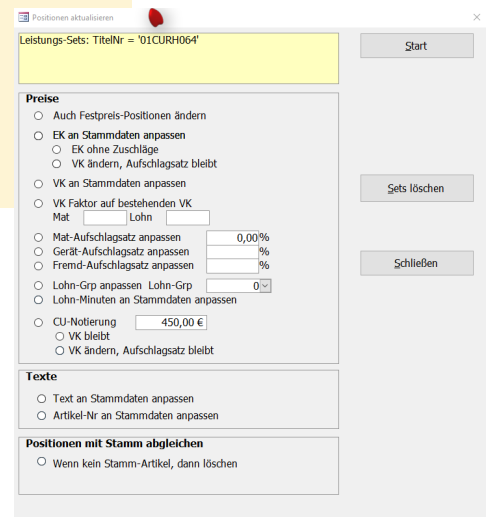 Positionen aktualisieren
Leistungs-Sets: TitelNr = '01CURH064'
Start
Preise
Auch Festpreis-Positionen ändern
EK an Stammdaten anpassen
EK ohne Zuschläge
VK ändern, Aufschlagsatz bleibt
VK an Stammdaten anpassen
Sets löschen
VK Faktor auf bestehenden VK
Mat Lohn
Mat-Aufschlagsatz anpassen 0,00%
Gerät-Aufschlagsatz anpassen %
Fremd-Aufschlagsatz anpassen %
Schließen
Lohn-Grp anpassen Lohn-Grp 0
Lohn-Minuten an Stammdaten anpassen
CU-Notierung 450,00 €
VK bleibt
VK ändern, Aufschlagsatz bleibt
Texte
Text an Stammdaten anpassen
Artikel-Nr an Stammdaten anpassen
Positionen mit Stamm abgleichen
Wenn kein Stamm-Artikel, dann löschen